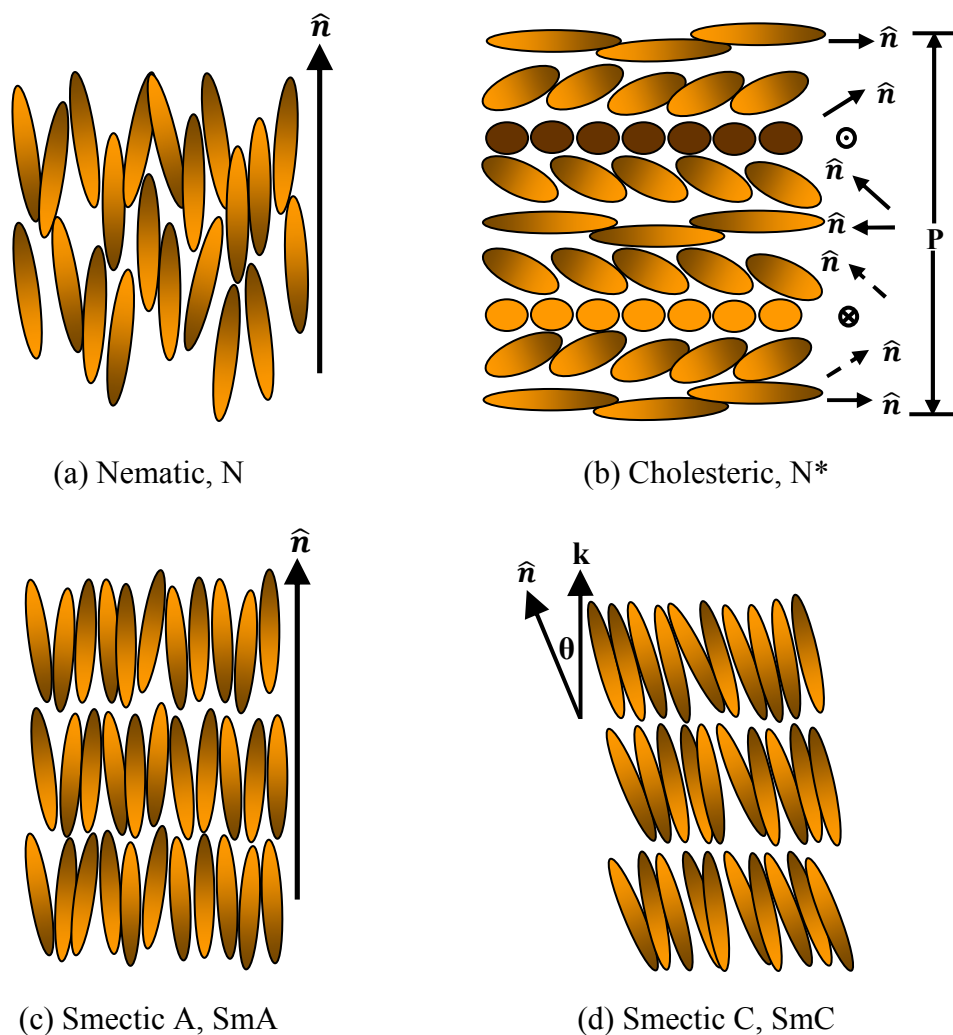 n̂
(a) Nematic, N
n̂
n̂
n̂
n̂
P
n̂
n̂
n̂
(b) Cholesteric, N*
n̂
(c) Smectic A, SmA
k
n̂
θ
(d) Smectic C, SmC